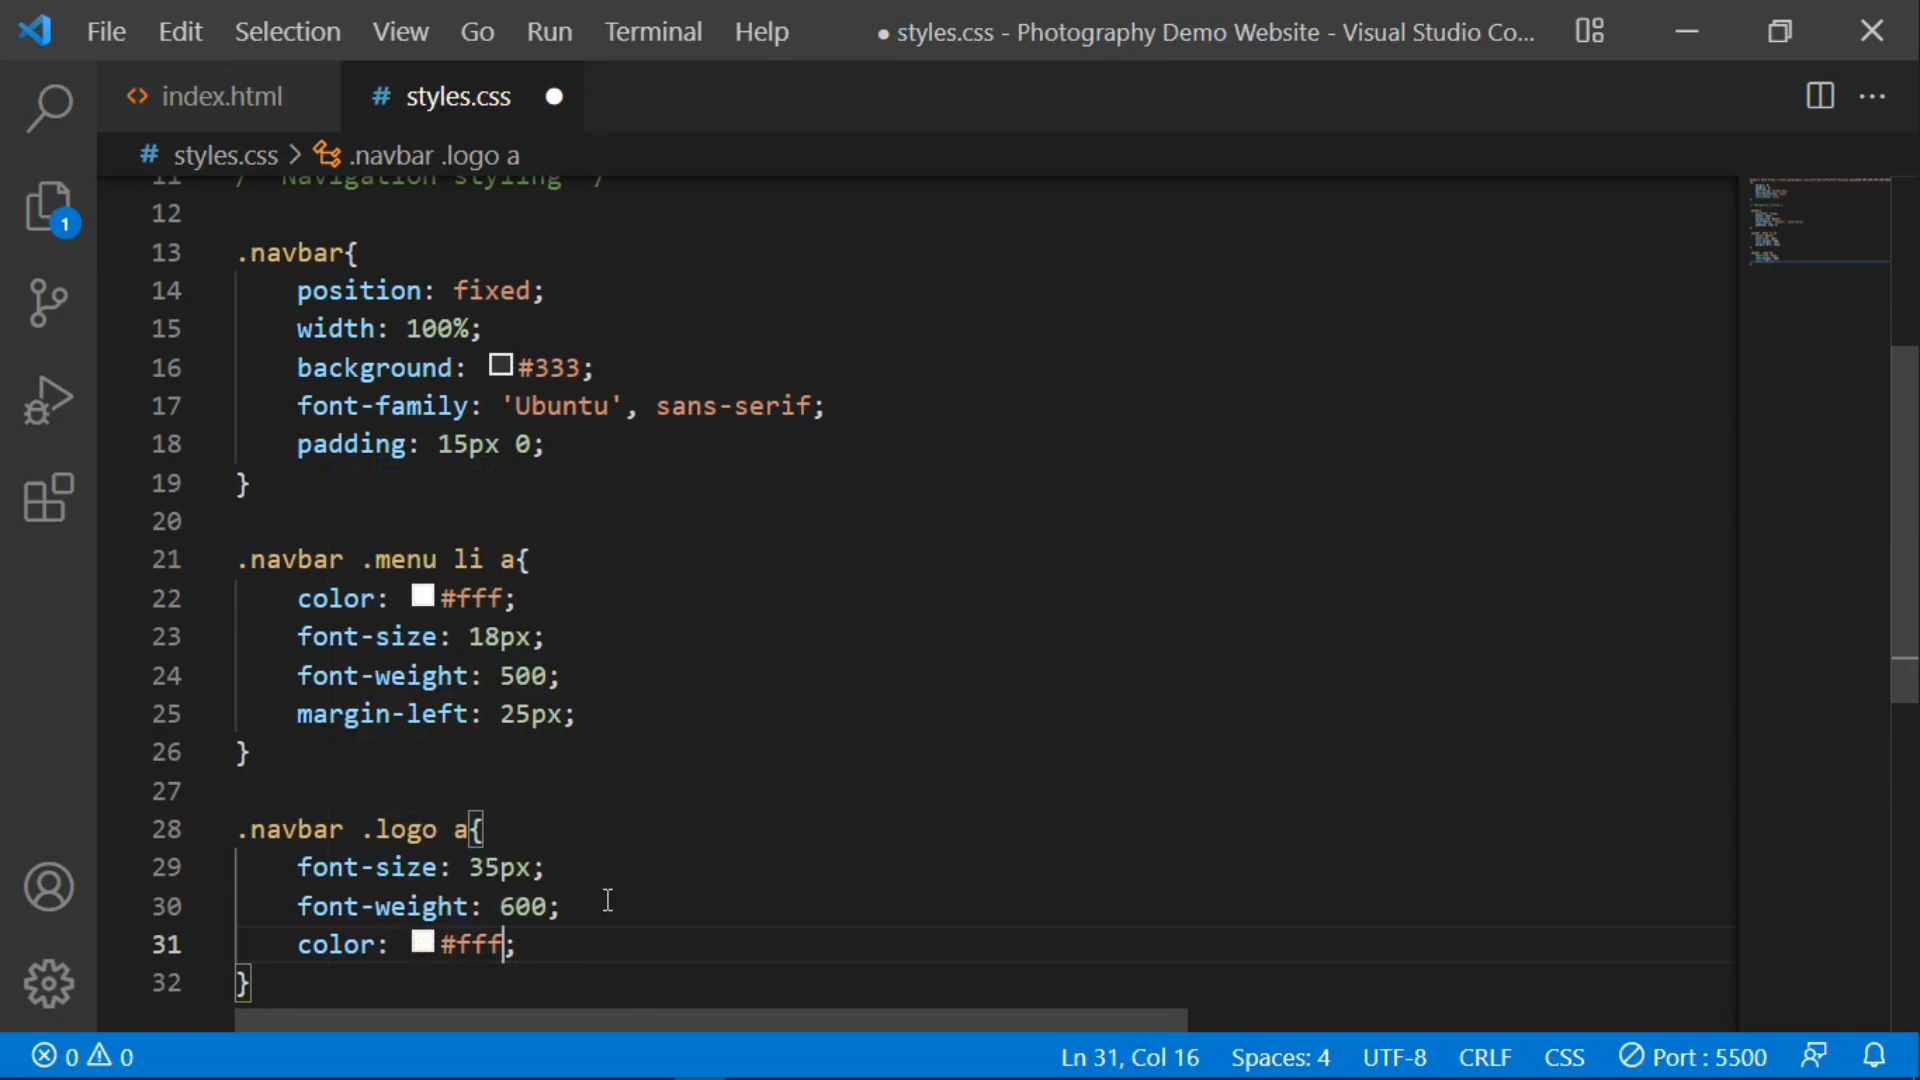 File Edit Selection View Go Run Terminal Help ● styles.css - Photography Demo Website - Visual Studio Co...
<> index.html # styles.css ●
# styles.css > .navbar .logo a
11 /* Navigation styling */
12
13 .navbar{
14 position: fixed;
15 width: 100%;
16 background: #333;
17 font-family: 'Ubuntu', sans-serif;
18 padding: 15px 0;
19 }
20
21 .navbar .menu li a{
22 color: #fff;
23 font-size: 18px;
24 font-weight: 500;
25 margin-left: 25px;
26 }
27
28 .navbar .logo a{
29 font-size: 35px;
30 font-weight: 600;
31 color: #fff;
32 }
1
0 0 Ln 31, Col 16 Spaces: 4 UTF-8 CRLF CSS Port : 5500